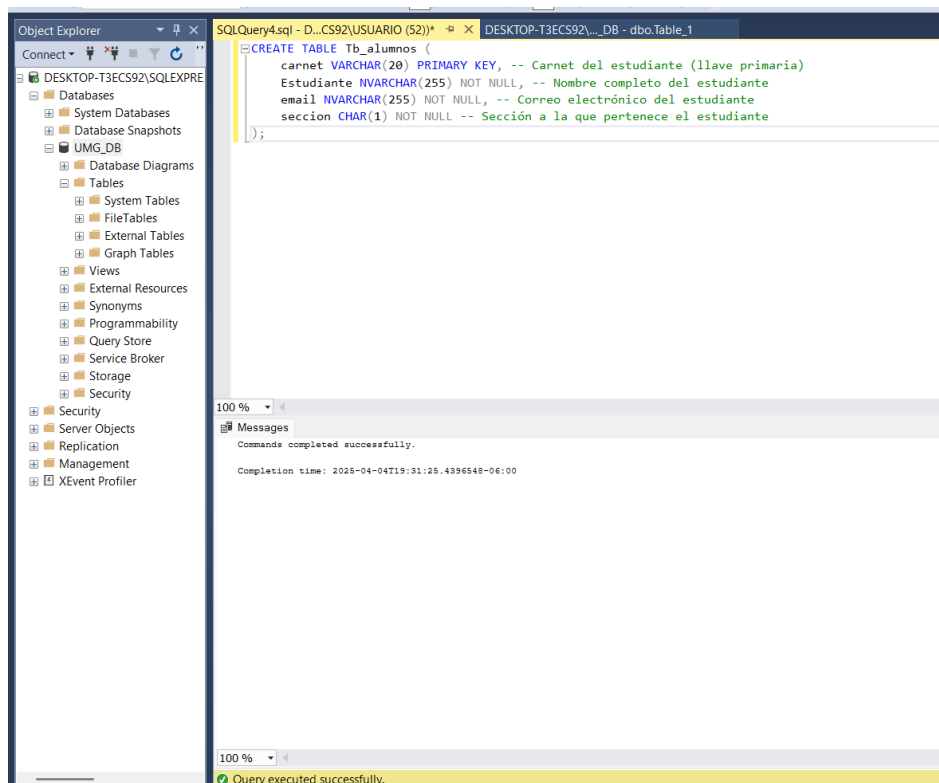 Object Explorer
Connect
DESKTOP-T3ECS92\SQLEXPRE
Databases
System Databases
Database Snapshots
UMG_DB
Database Diagrams
Tables
System Tables
FileTables
External Tables
Graph Tables
Views
External Resources
Synonyms
Programmability
Query Store
Service Broker
Storage
Security
Security
Server Objects
Replication
Management
XEvent Profiler
SQLQuery4.sql - D...CS92\USUARIO (52))*
DESKTOP-T3ECS92\..._DB - dbo.Table_1
CREATE TABLE Tb_alumnos (
carnet VARCHAR(20) PRIMARY KEY, -- Carnet del estudiante (llave primaria)
Estudiante NVARCHAR(255) NOT NULL, -- Nombre completo del estudiante
email NVARCHAR(255) NOT NULL, -- Correo electrónico del estudiante
seccion CHAR(1) NOT NULL -- Sección a la que pertenece el estudiante
);
100 %
Messages
Commands completed successfully.
Completion time: 2025-04-04T19:31:25.4396548-06:00
100 %
Query executed successfully.